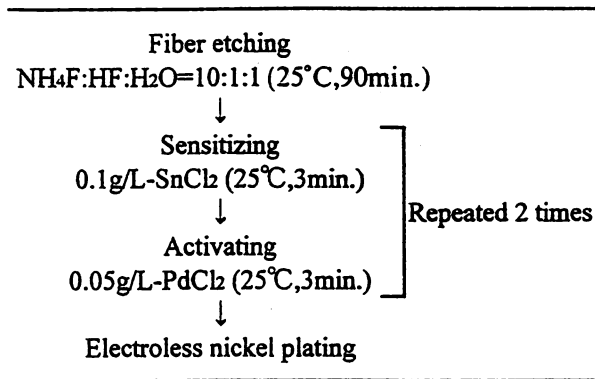 Fiber etching
NH4F:HF:H2O=10:1:1 (25°C,90min.)
↓
Sensitizing
0.1g/L-SnCl2 (25℃,3min.)
↓
Repeated 2 times
Activating
0.05g/L-PdCl2 (25℃,3min.)
↓
Electroless nickel plating